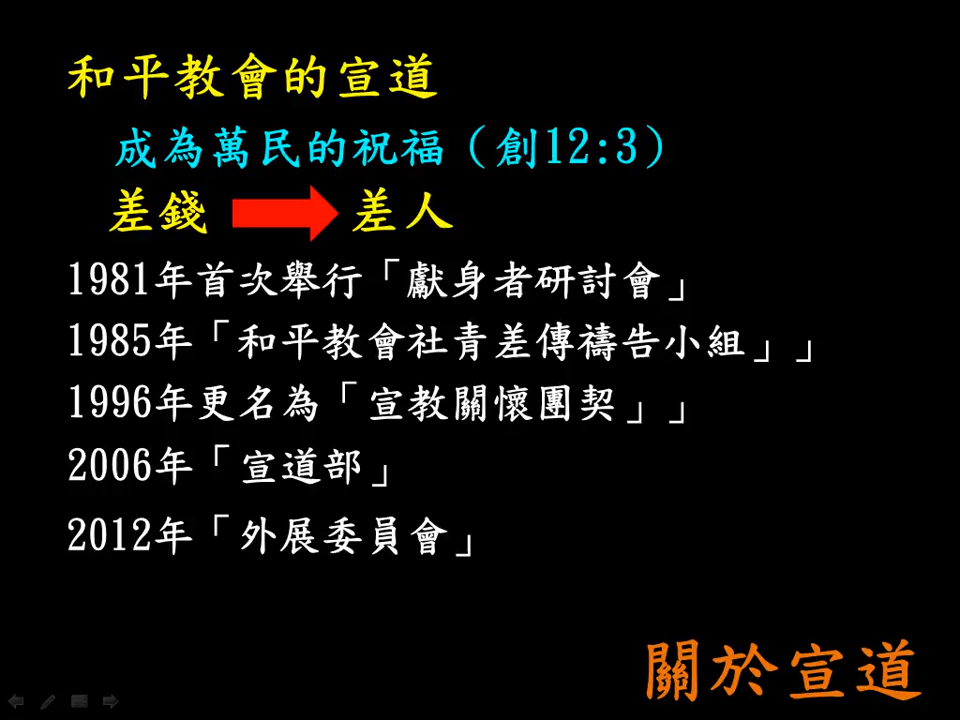 和平教會的宣道
成為萬民的祝福（創12:3）
差錢 差人
1981年首次舉行「獻身者研討會」
1985年「和平教會社青差傳禱告小組」」
1996年更名為「宣教關懷團契」」
2006年「宣道部」
2012年「外展委員會」
關於宣道